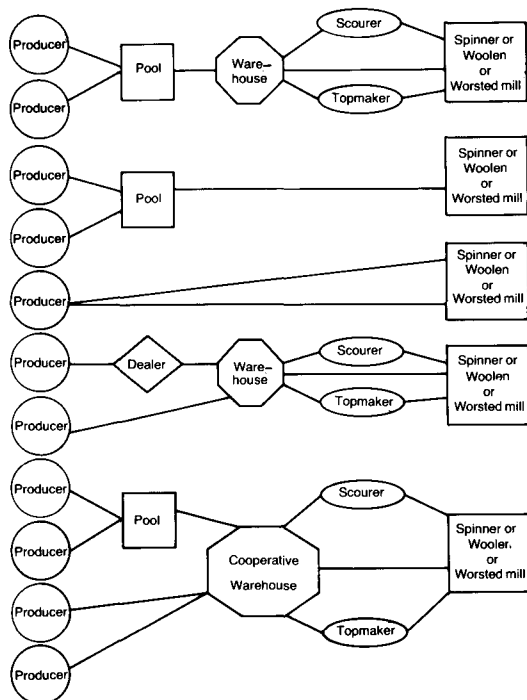 Producer
Producer
Pool
Ware-
house
Scourer
Topmaker
Spinner or
Woolen
or
Worsted mill
Producer
Producer
Pool
Spinner or
Woolen
or
Worsted mill
Producer
Spinner or
Woolen
or
Worsted mill
Producer
Dealer
Producer
Ware-
house
Scourer
Topmaker
Spinner or
Woolen
or
Worsted mill
Producer
Producer
Pool
Producer
Producer
Cooperative
Warehouse
Scourer
Topmaker
Spinner or
Wooler.
or
Worsted mill